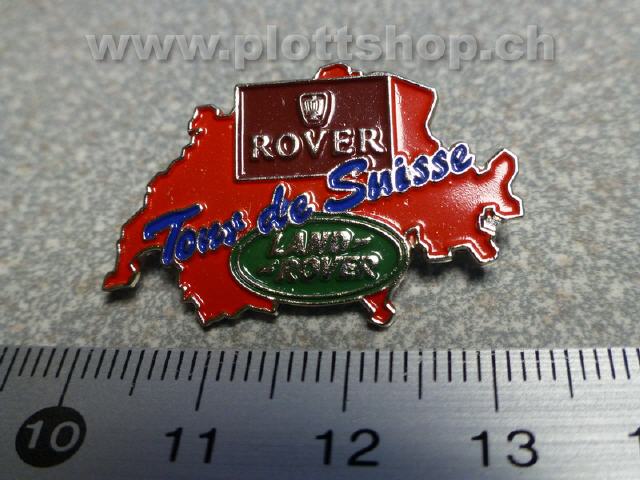 www.plottshop.ch
ROVER
Tour de Suisse
LAND-
-ROVER
10 11 12 13